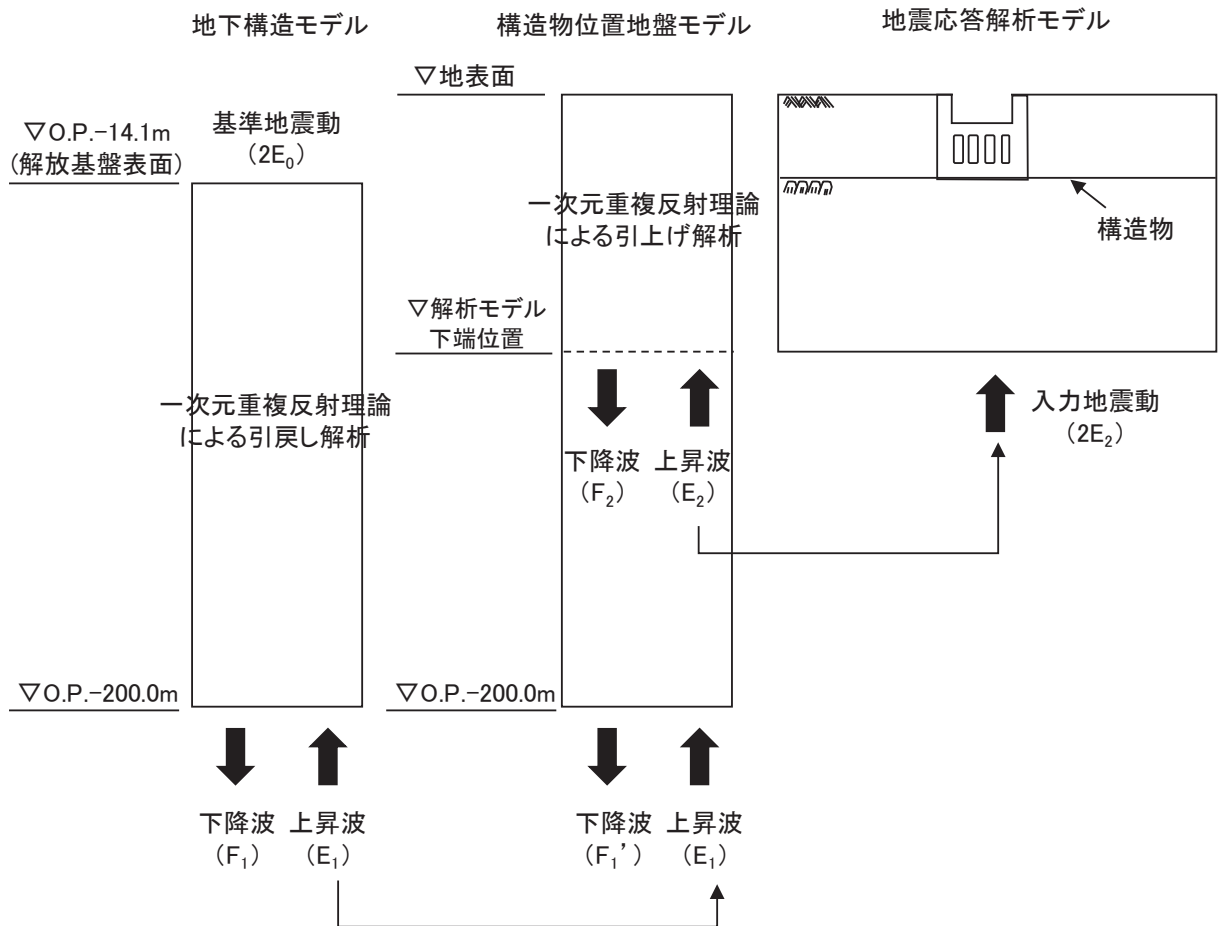 地下構造モデル
▽O.P.-14.1m
(解放基盤表面)
基準地震動
(2E₀)
一次元重複反射理論
による引戻し解析
▽O.P.-200.0m
下降波 上昇波
(F₁) (E₁)
構造物位置地盤モデル
▽地表面
一次元重複反射理論
による引上げ解析
▽解析モデル
下端位置
下降波 上昇波
(F₂) (E₂)
▽O.P.-200.0m
下降波 上昇波
(F₁’) (E₁)
地震応答解析モデル
構造物
入力地震動
(2E₂)